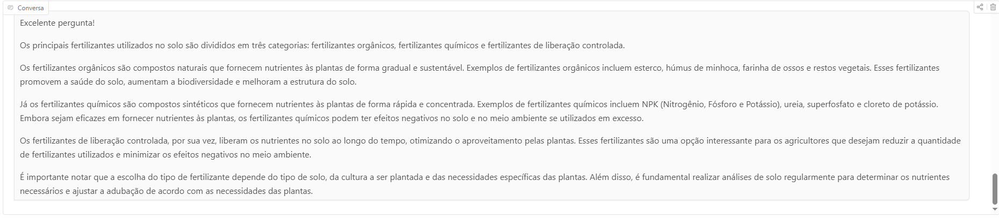 Conversa
Excelente pergunta!
Os principais fertilizantes utilizados no solo são divididos em três categorias: fertilizantes orgânicos, fertilizantes químicos e fertilizantes de liberação controlada.
Os fertilizantes orgânicos são compostos naturais que fornecem nutrientes às plantas de forma gradual e sustentável. Exemplos de fertilizantes orgânicos incluem esterco, húmus de minhoca, farinha de ossos e restos vegetais. Esses fertilizantes
promovem a saúde do solo, aumentam a biodiversidade e melhoram a estrutura do solo.
Já os fertilizantes químicos são compostos sintéticos que fornecem nutrientes às plantas de forma rápida e concentrada. Exemplos de fertilizantes químicos incluem NPK (Nitrogênio, Fósforo e Potássio), ureia, superfosfato e cloreto de potássio.
Embora sejam eficazes em fornecer nutrientes às plantas, os fertilizantes químicos podem ter efeitos negativos no solo e no meio ambiente se utilizados em excesso.
Os fertilizantes de liberação controlada, por sua vez, liberam os nutrientes no solo ao longo do tempo, otimizando o aproveitamento pelas plantas. Esses fertilizantes são uma opção interessante para os agricultores que desejam reduzir a quantidade
de fertilizantes utilizados e minimizar os efeitos negativos no meio ambiente.
É importante notar que a escolha do tipo de fertilizante depende do tipo de solo, da cultura a ser plantada e das necessidades específicas das plantas. Além disso, é fundamental realizar análises de solo regularmente para determinar os nutrientes
necessários e ajustar a adubação de acordo com as necessidades das plantas.